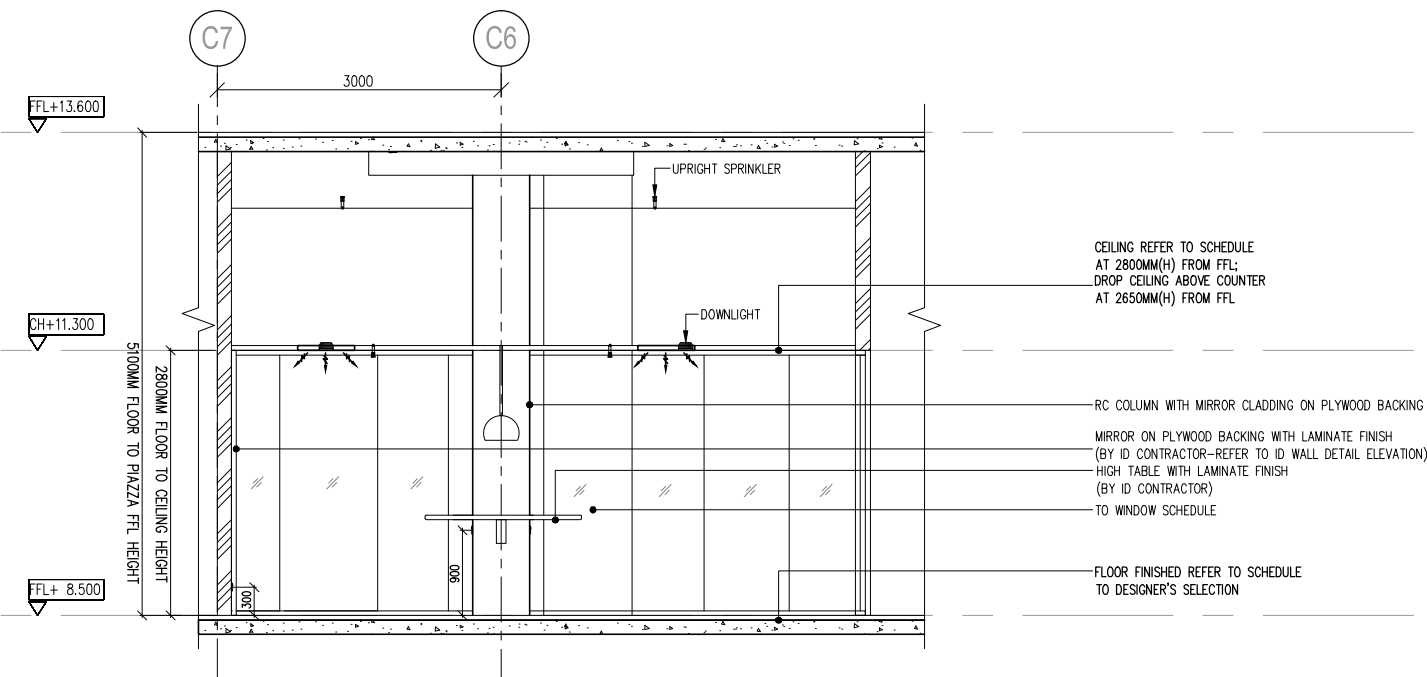 C7
C6
3000
FFL+13.600
UPRIGHT SPRINKLER
CEILING REFER TO SCHEDULE
AT 2800MM(H) FROM FFL;
DROP CEILING ABOVE COUNTER
AT 2650MM(H) FROM FFL
CH+11.300
DOWNLIGHT
5100MM FLOOR TO PIAZZA FFL HEIGHT
2800MM FLOOR TO CEILING HEIGHT
RC COLUMN WITH MIRROR CLADDING ON PLYWOOD BACKING
MIRROR ON PLYWOOD BACKING WITH LAMINATE FINISH
(BY ID CONTRACTOR-REFER TO ID WALL DETAIL ELEVATION)
HIGH TABLE WITH LAMINATE FINISH
(BY ID CONTRACTOR)
TO WINDOW SCHEDULE
900
300
FFL+ 8.500
FLOOR FINISHED REFER TO SCHEDULE
TO DESIGNER'S SELECTION